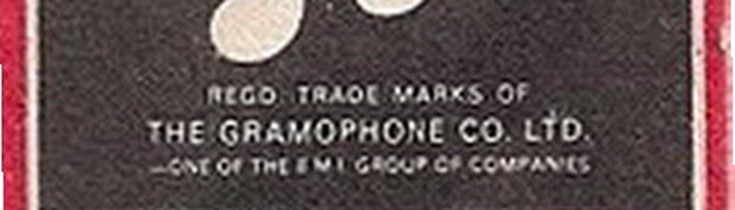 REGD. TRADE MARKS OF
THE GRAMOPHONE CO. LTD.
—ONE OF THE E M I GROUP OF COMPANIES